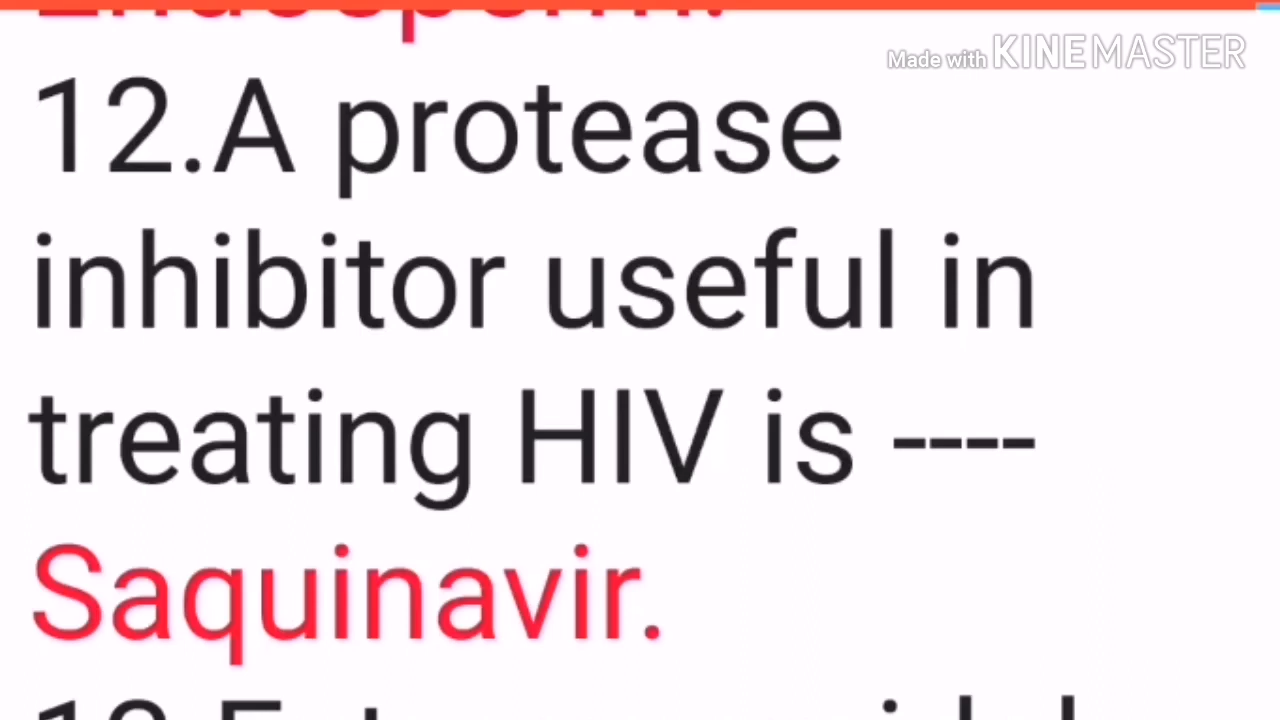 Made with KINEMASTER
12.A protease
inhibitor useful in
treating HIV is ----
Saquinavir.